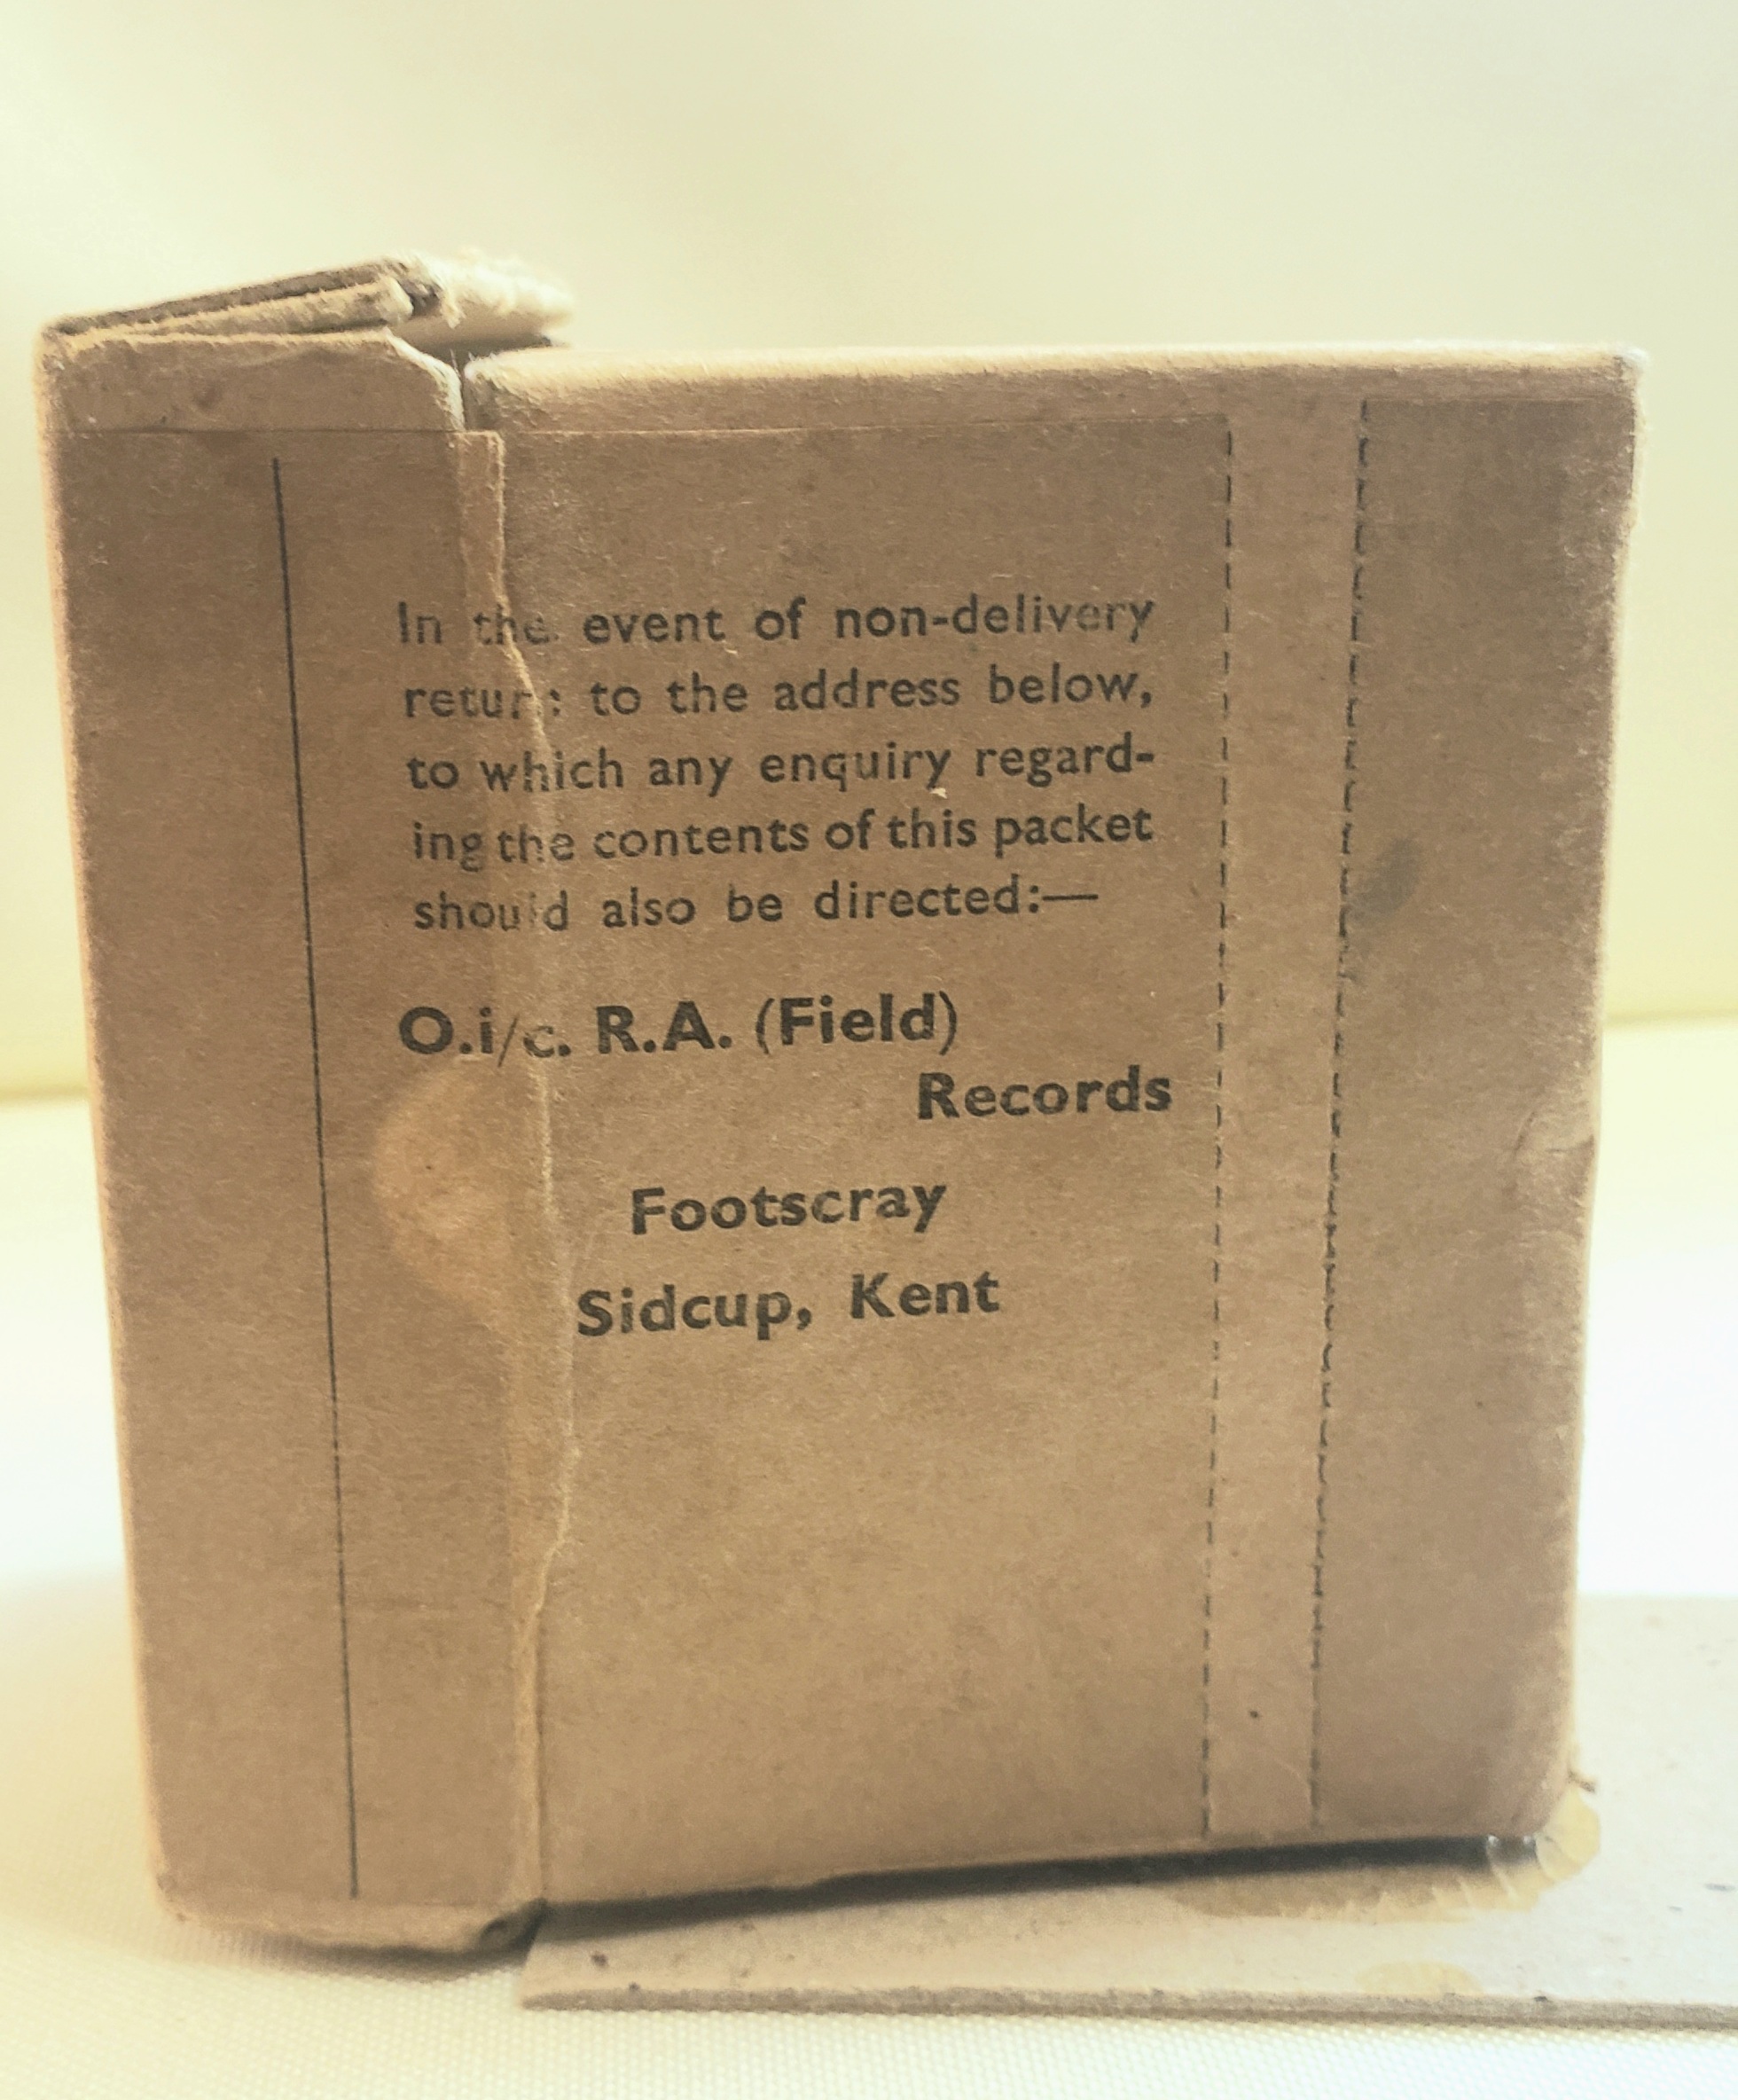 In the event of non-delivery
return to the address below,
to which any enquiry regard-
ing the contents of this packet
should also be directed:—
O.i/c. R.A. (Field)
Records
Footscray
Sidcup, Kent